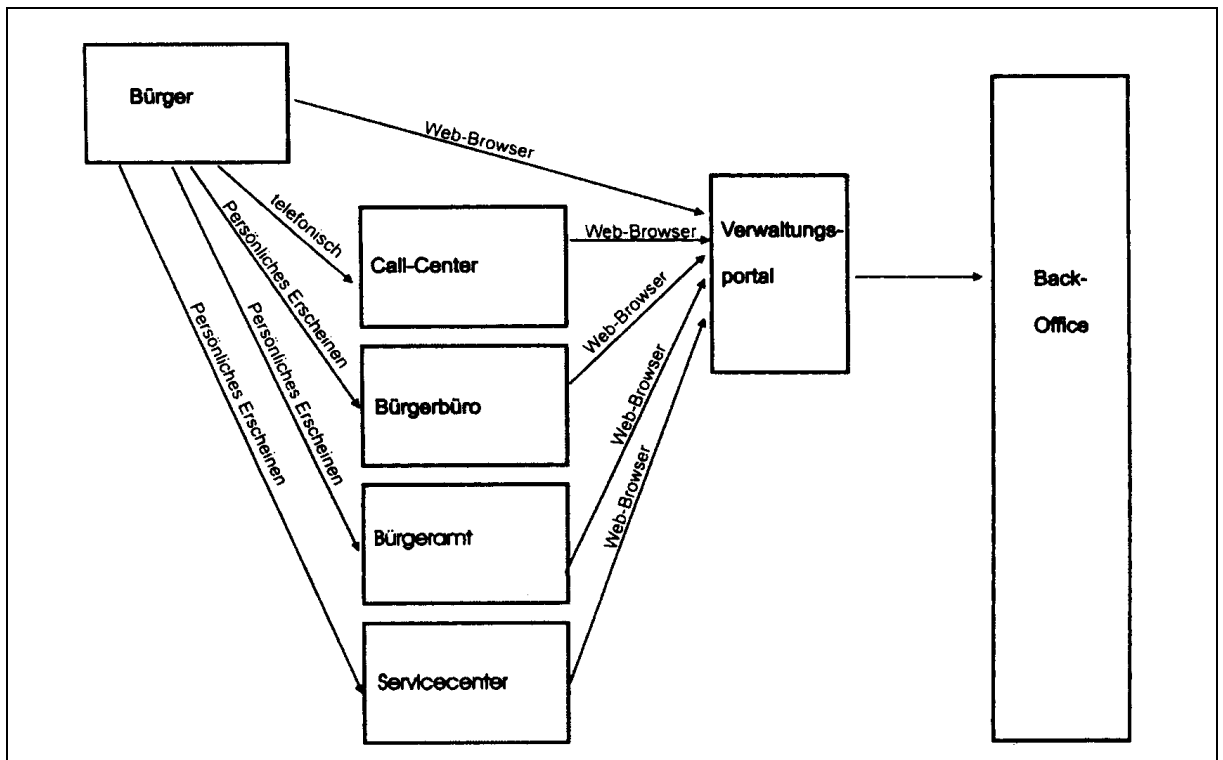 Bürger
Web-Browser
telefonisch
Persönliches Erscheinen
Persönliches Erscheinen
Persönliches Erscheinen
Call-Center
Web-Browser
Bürgerbüro
Web-Browser
Bürgeramt
Web-Browser
Servicecenter
Web-Browser
Verwaltungs-
portal
Back-
Office